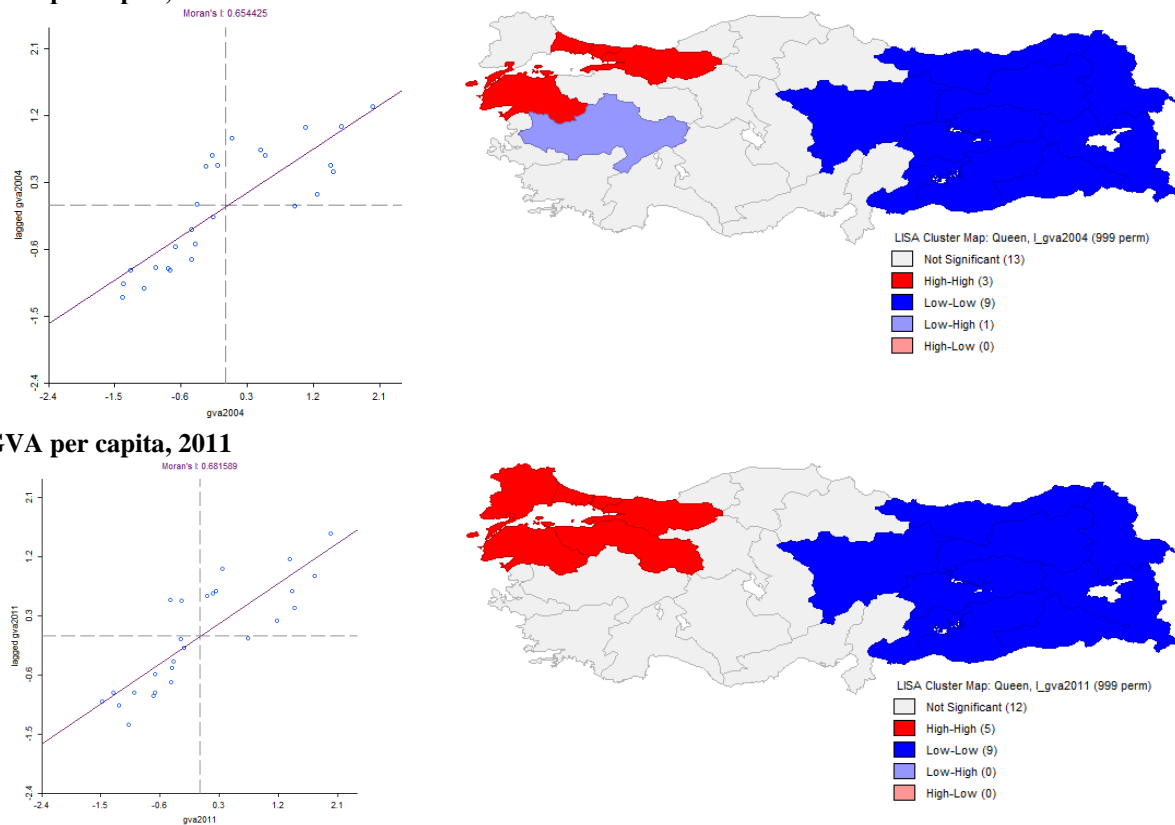 Moran's I: 0.654425
2.1
1.2
0.3
-0.6
-1.5
-2.4
lagged gva2004
-2.4 -1.5 -0.6 0.3 1.2 2.1
gva2004
LISA Cluster Map: Queen, I_gva2004 (999 perm)
Not Significant (13)
High-High (3)
Low-Low (9)
Low-High (1)
High-Low (0)
GVA per capita, 2011
Moran's I: 0.681589
2.1
1.2
0.3
-0.6
-1.5
-2.4
lagged gva2011
-2.4 -1.5 -0.6 0.3 1.2 2.1
gva2011
LISA Cluster Map: Queen, I_gva2011 (999 perm)
Not Significant (12)
High-High (5)
Low-Low (9)
Low-High (0)
High-Low (0)